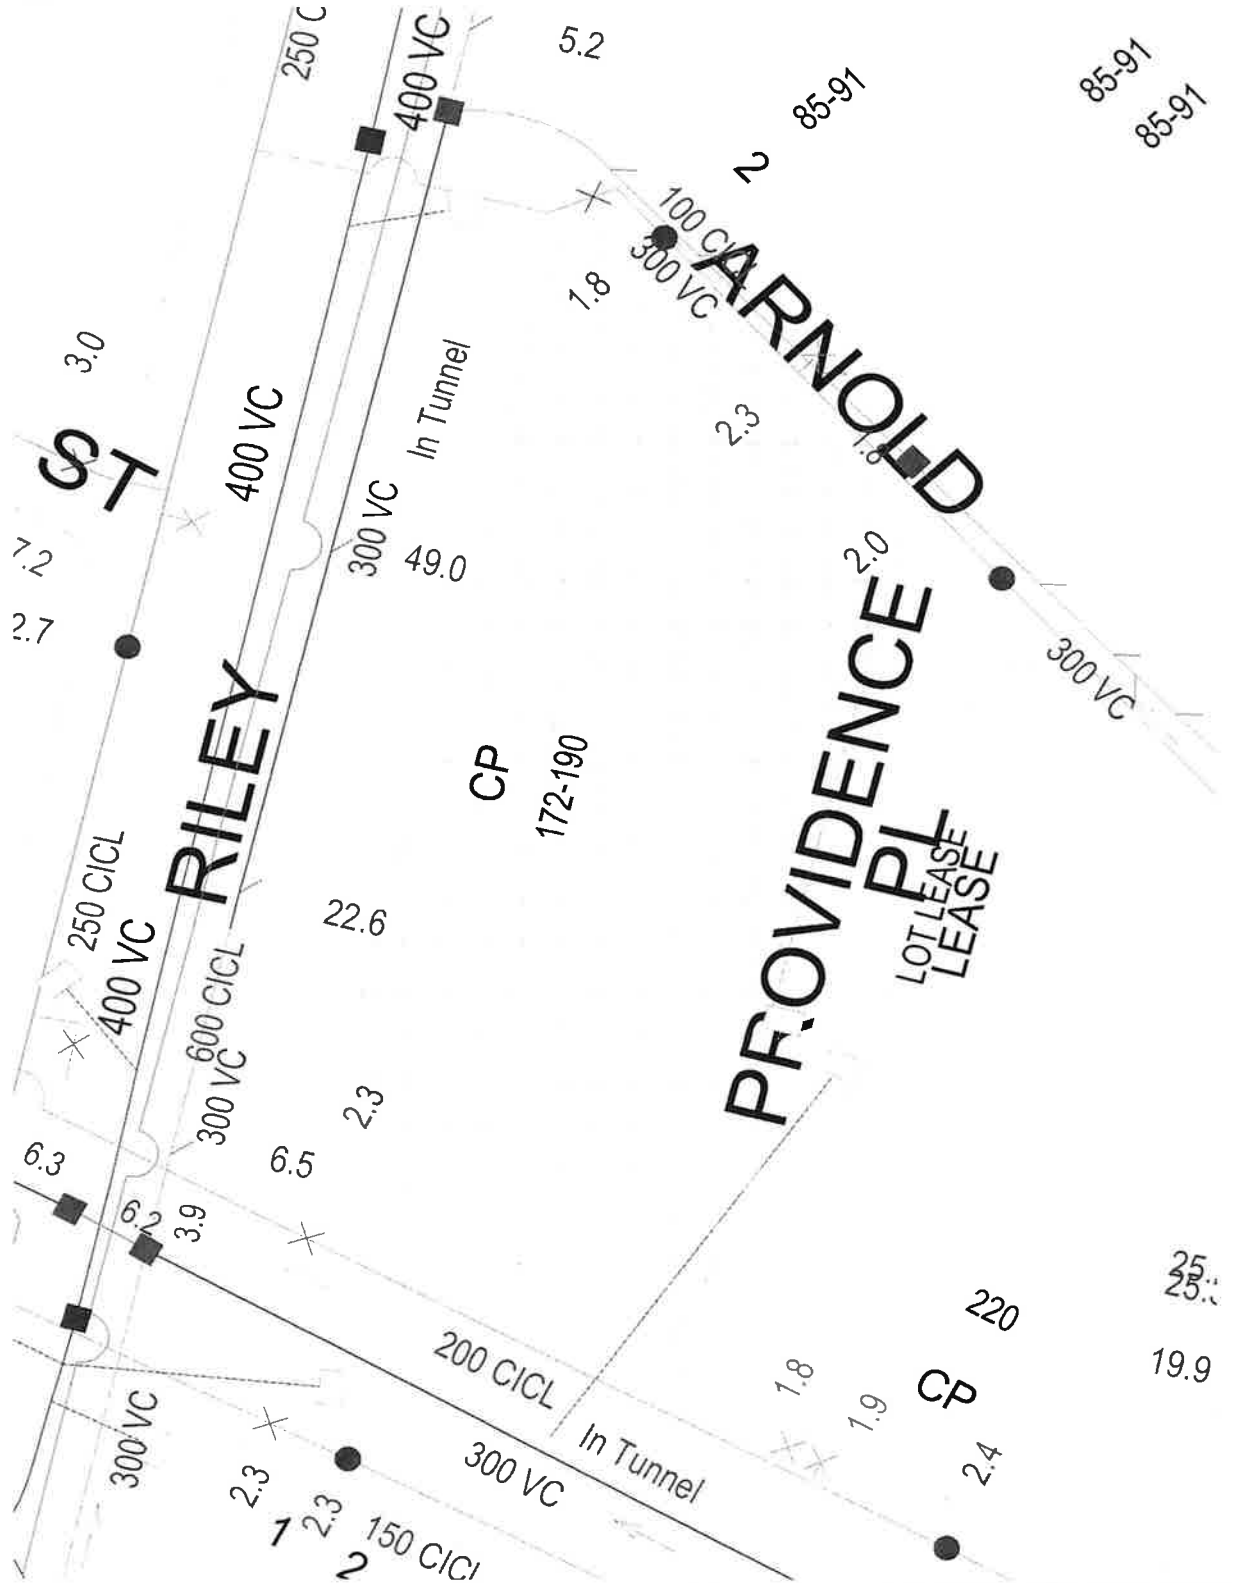 250 C
400 VC
5.2
85-91
85-91
85-91
2
100 CICL
300 VC
ARNOLD
1.8
3.0
In Tunnel
2.3
400 VC
1.8
ST
300 VC
49.0
2.0
7.2
2.7
PROVIDENCE
PL
300 VC
RILEY
CP
172-190
LOT LEASE
LEASE
250 CICL
400 VC
22.6
600 CICL
300 VC
2.3
6.3
6.5
6.2
3.9
25.
25.
220
19.9
200 CICL
1.8
CP
1.9
300 VC
In Tunnel
300 VC
2.4
2.3
2.3
1
150 CICL
2